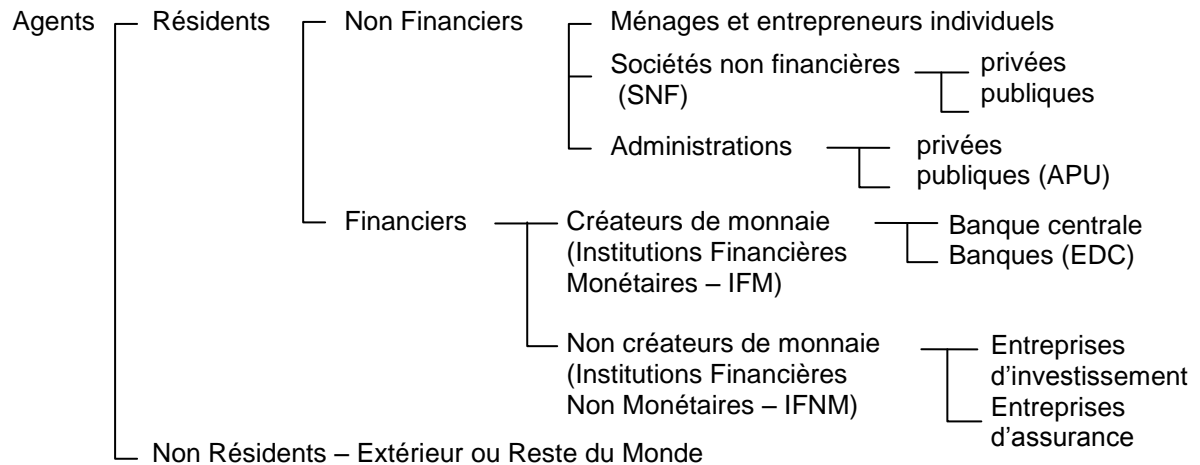 Agents
Résidents
Non Financiers
Ménages et entrepreneurs individuels
Sociétés non financières
(SNF)
privées
publiques
Administrations
privées
publiques (APU)
Financiers
Créateurs de monnaie
(Institutions Financières
Monétaires – IFM)
Banque centrale
Banques (EDC)
Non créateurs de monnaie
(Institutions Financières
Non Monétaires – IFNM)
Entreprises
d'investissement
Entreprises
d'assurance
Non Résidents – Extérieur ou Reste du Monde